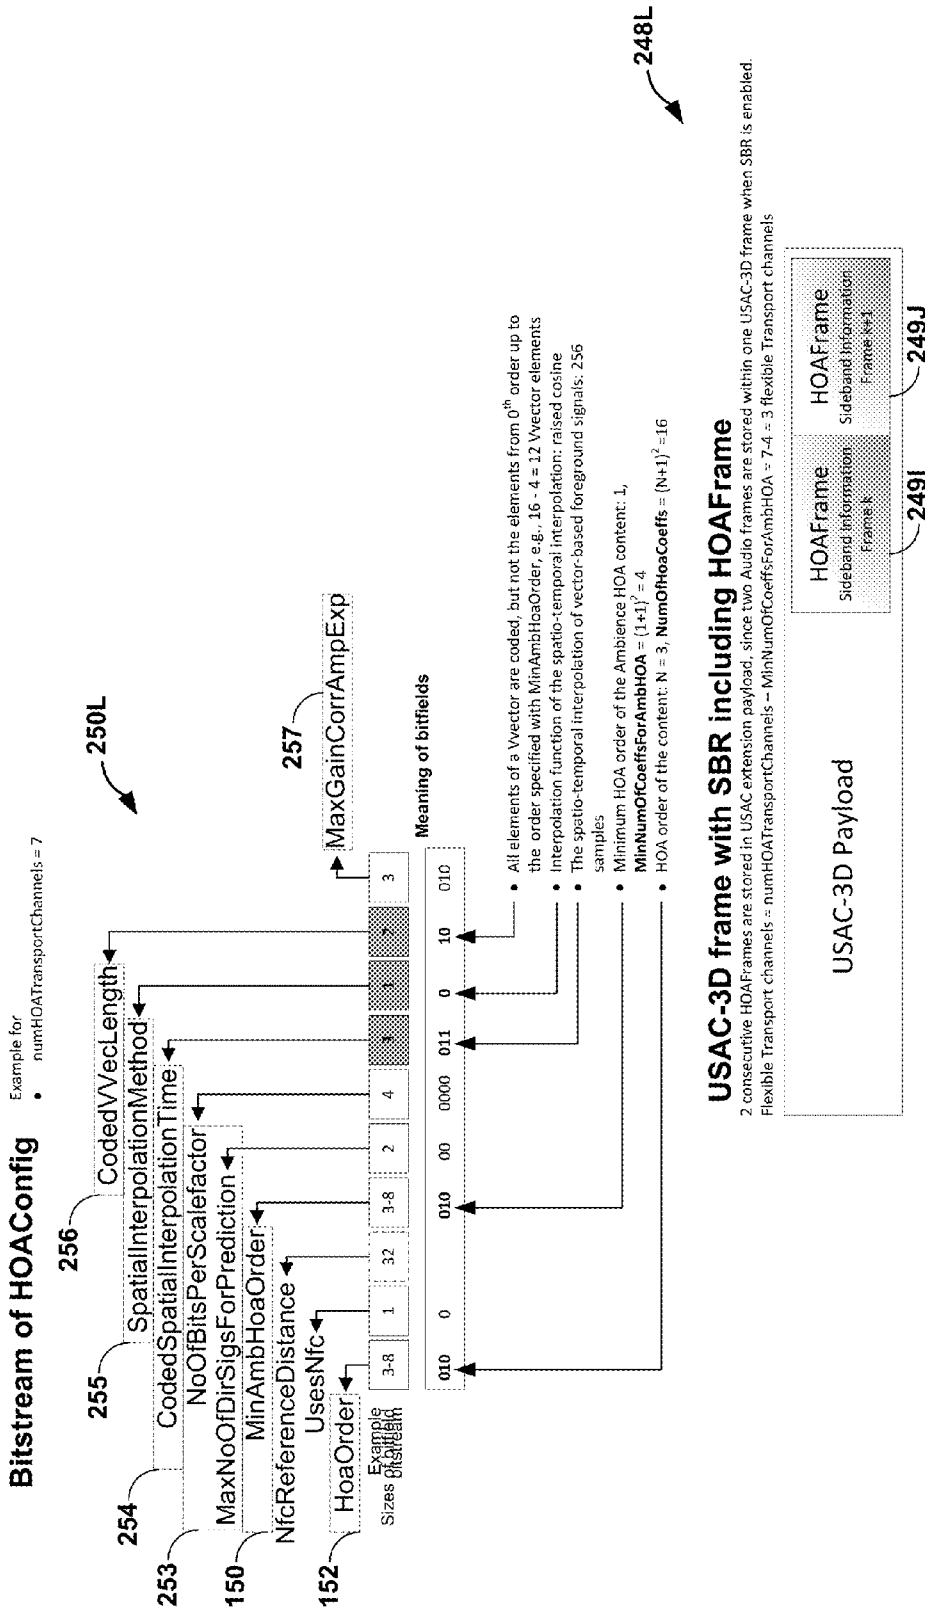 Bitstream of HOAConfig
Example for
• numHOATransportChannels = 7
250L
256
CodedVVecLength
255
SpatialInterpolationMethod
254
CodedSpatialInterpolationTime
253
NoOfBitsPerScalefactor
MaxNoOfDirSigsForPrediction
150
MinAmbHoaOrder
NfcReferenceDistance
UsesNfc
152
HoaOrder
257
MaxGainCorrAmpExp
Sizes of bitfield
3-8 1 32 3-8 2 4 1 3
Example bitstream
010 0 010 00 0000 011 0 10 010
Meaning of bitfields
• All elements of a Vvector are coded, but not the elements from 0th order up to
the order specified with MinAmbHoaOrder, e.g., 16 - 4 = 12 Vvector elements
• Interpolation function of the spatio-temporal interpolation: raised cosine
• The spatio-temporal interpolation of vector-based foreground signals: 256
samples
• Minimum HOA order of the Ambience HOA content: 1,
MinNumOfCoeffsForAmbHOA = (1+1)² = 4
• HOA order of the content: N = 3, NumOfHoaCoeffs = (N+1)² =16
248L
USAC-3D frame with SBR including HOAFrame
2 consecutive HOAFrames are stored in USAC extension payload, since two Audio frames are stored within one USAC-3D frame when SBR is enabled.
Flexible Transport channels = numHOATransportChannels – MinNumOfCoeffsForAmbHOA = 7-4 = 3 flexible Transport channels
USAC-3D Payload
HOAFrame
Sideband Information
Frame k
HOAFrame
Sideband Information
Frame k+1
249I
249J